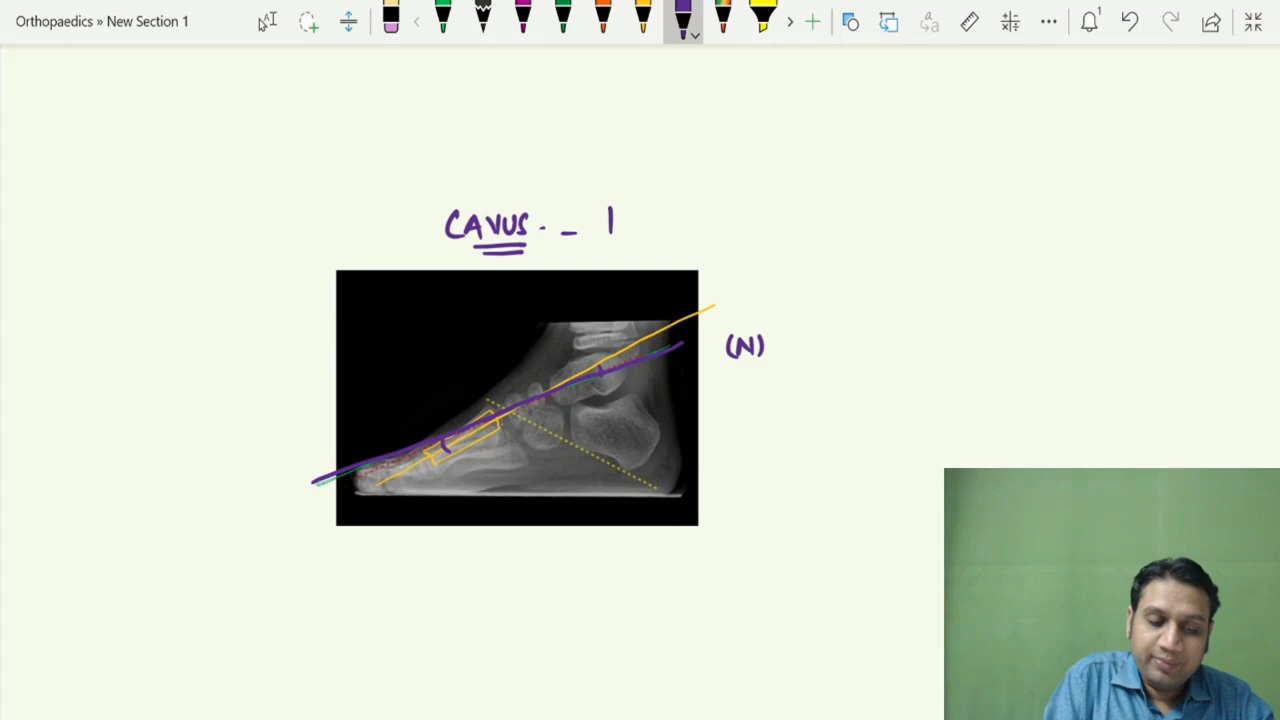 Orthopaedics » New Section 1
1
CAVUS. _ |
(N)